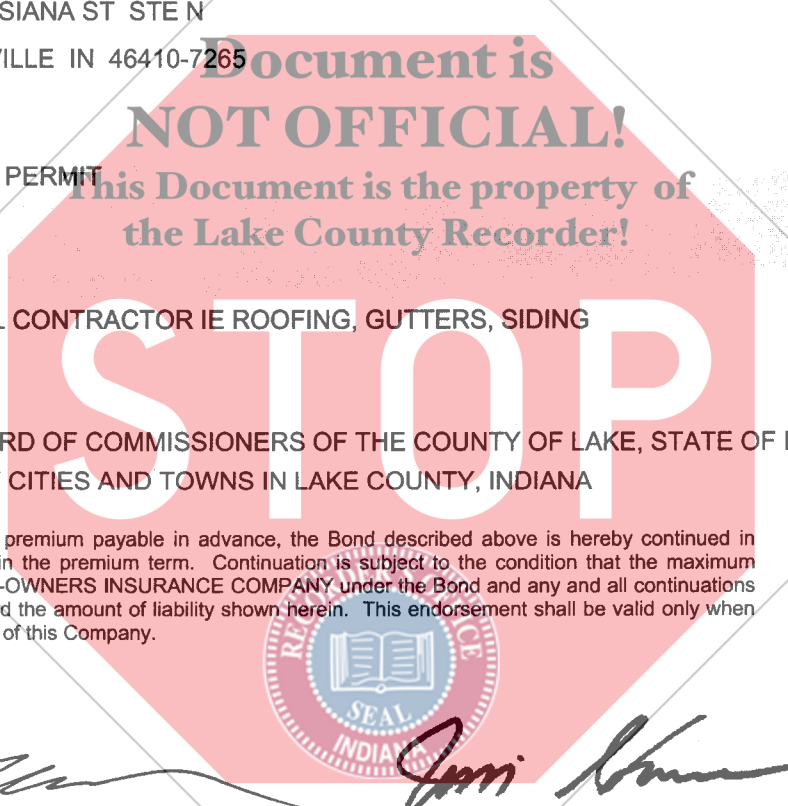 SIANA ST STE N
VILLE IN 46410-7265
Document is
NOT OFFICIAL!
PERMIT
This Document is the property of
the Lake County Recorder!
CONTRACTOR IE ROOFING, GUTTERS, SIDING
STOP
RD OF COMMISSIONERS OF THE COUNTY OF LAKE, STATE OF
CITIES AND TOWNS IN LAKE COUNTY, INDIANA
premium payable in advance, the Bond described above is hereby continued in
in the premium term. Continuation is subject to the condition that the maximum
-OWNERS INSURANCE COMPANY under the Bond and any and all continuations
d the amount of liability shown herein. This endorsement shall be valid only when
of this Company.
RECORDER'S OFFICE
SEAL
INDIANA